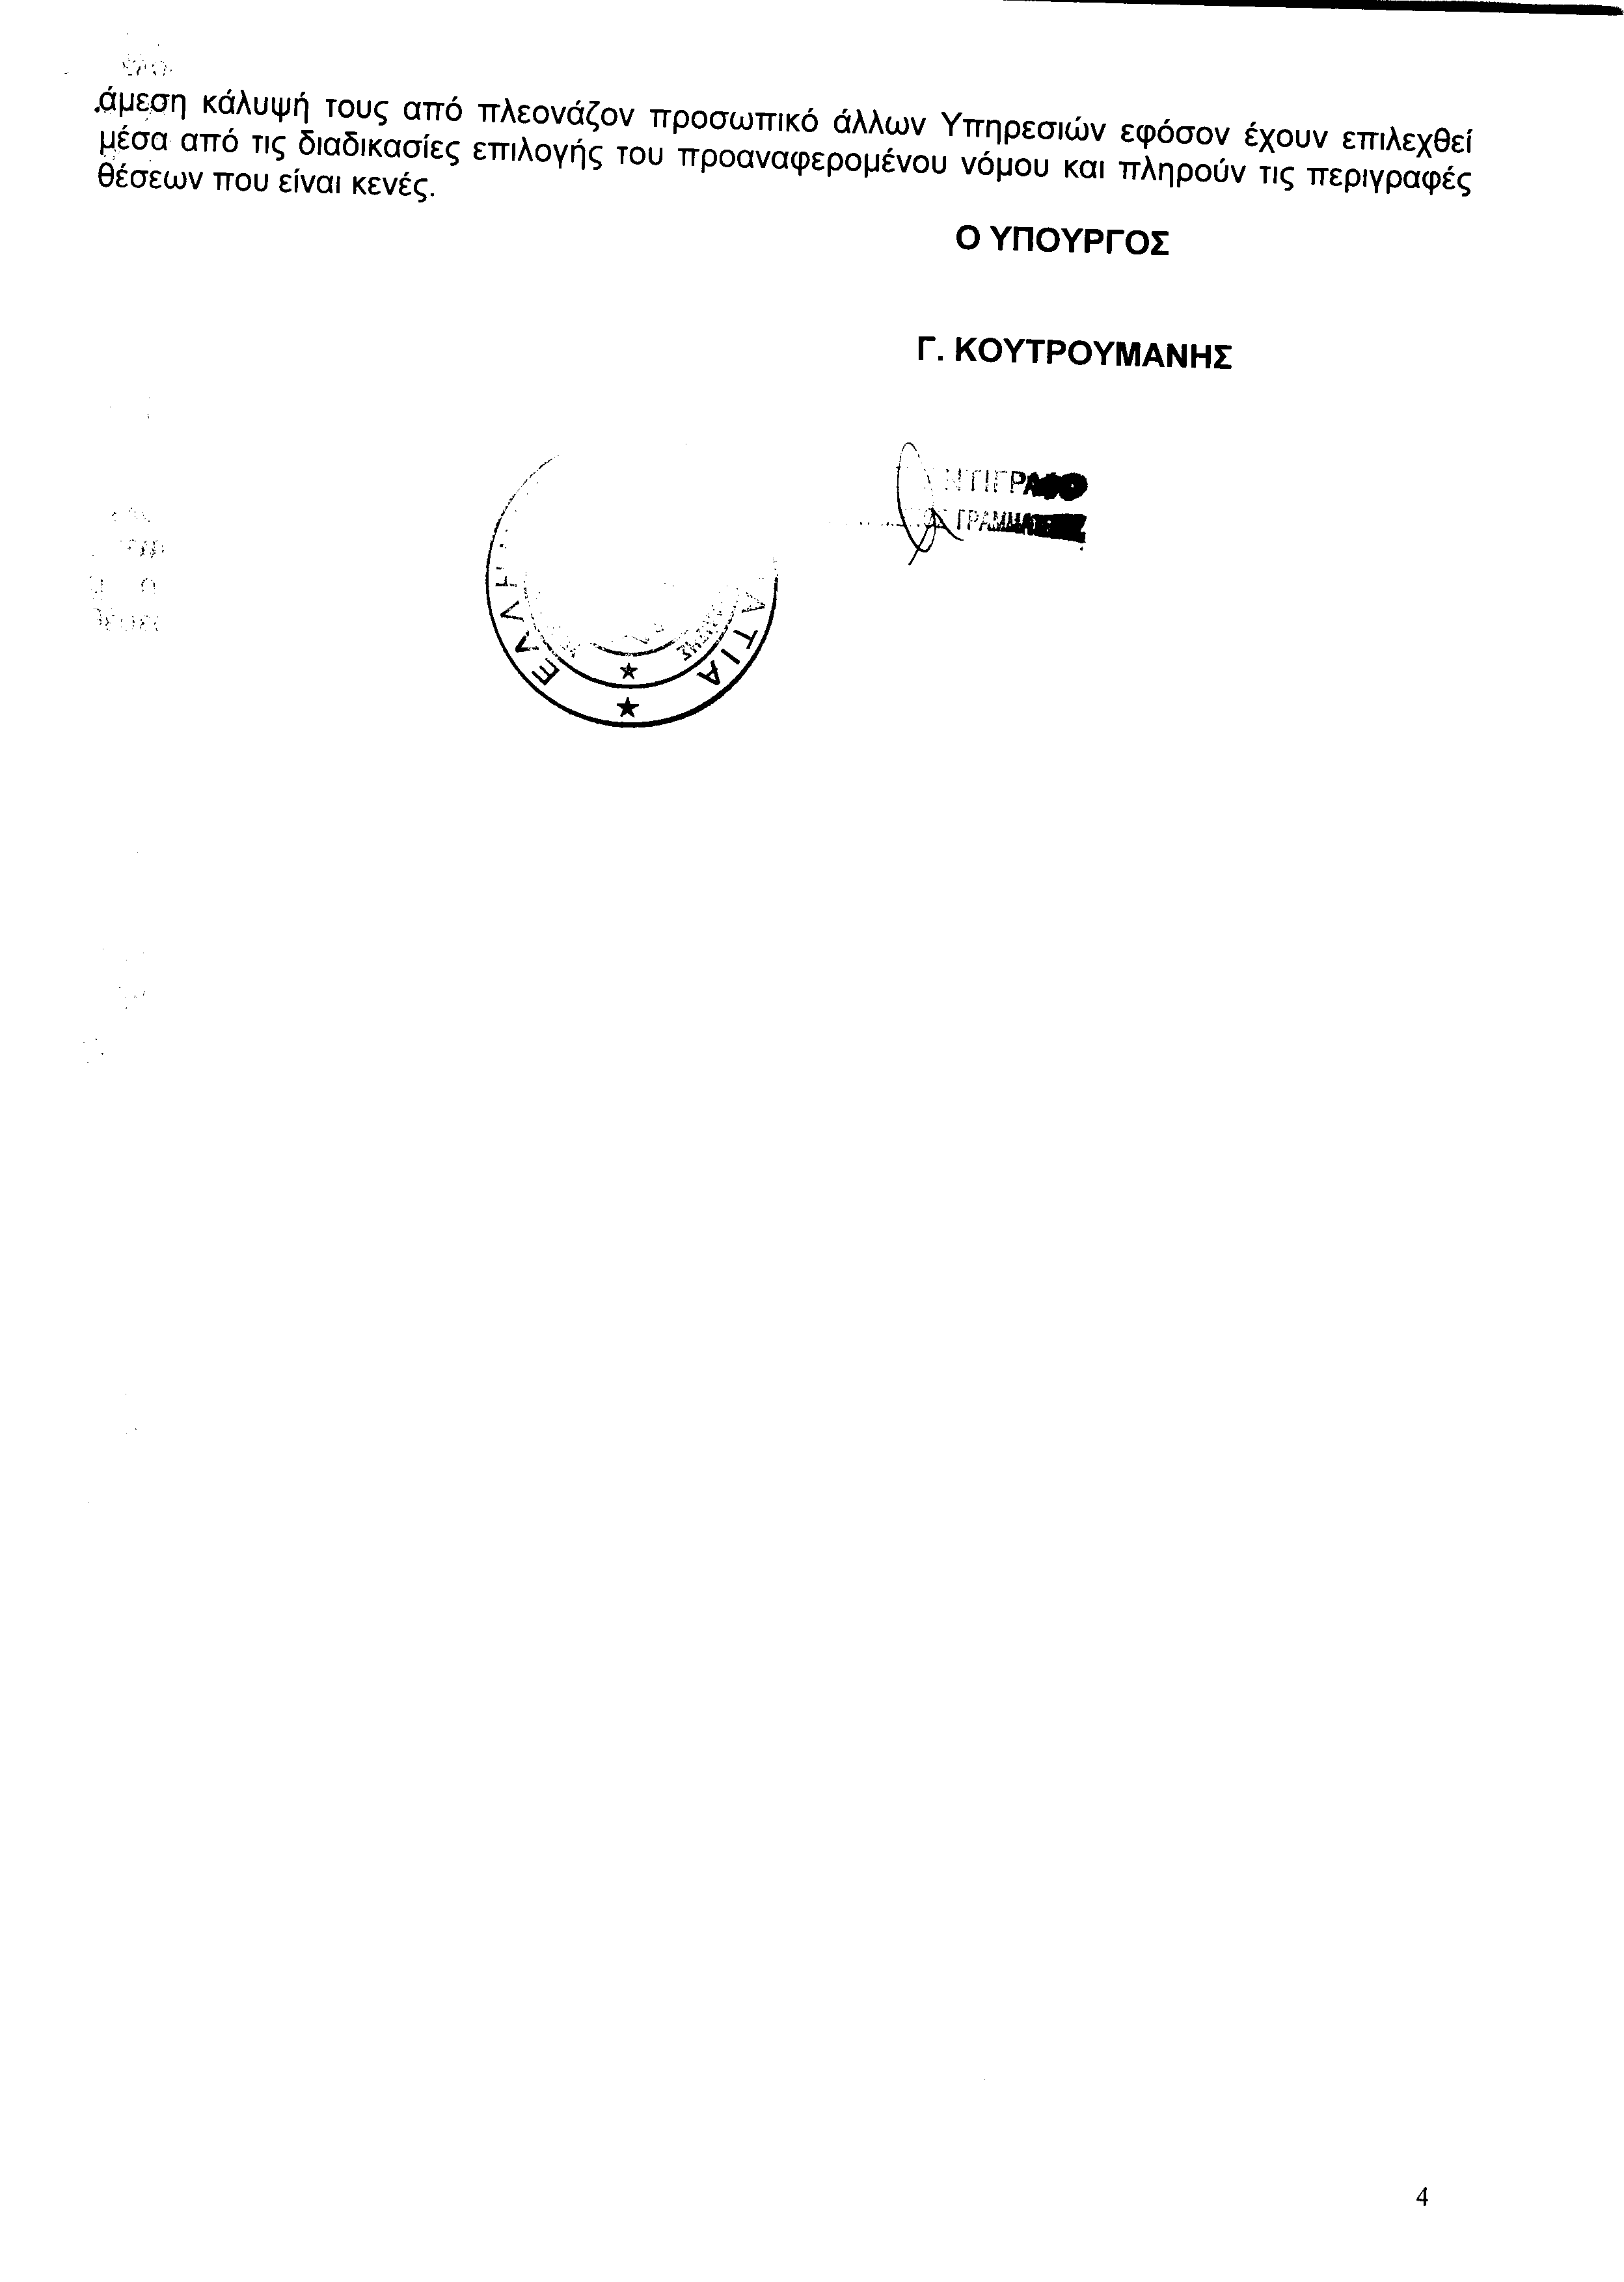 άμεση κάλυψή τους από πλεονάζον προσωπικό άλλων Υπηρεσιών εφόσον έχουν επιλεχθεί
μέσα από τις διαδικασίες επιλογής του προαναφερομένου νόμου και πληρούν τις περιγραφές
θέσεων που είναι κενές.
Ο ΥΠΟΥΡΓΟΣ
Γ. ΚΟΥΤΡΟΥΜΑΝΗΣ
4